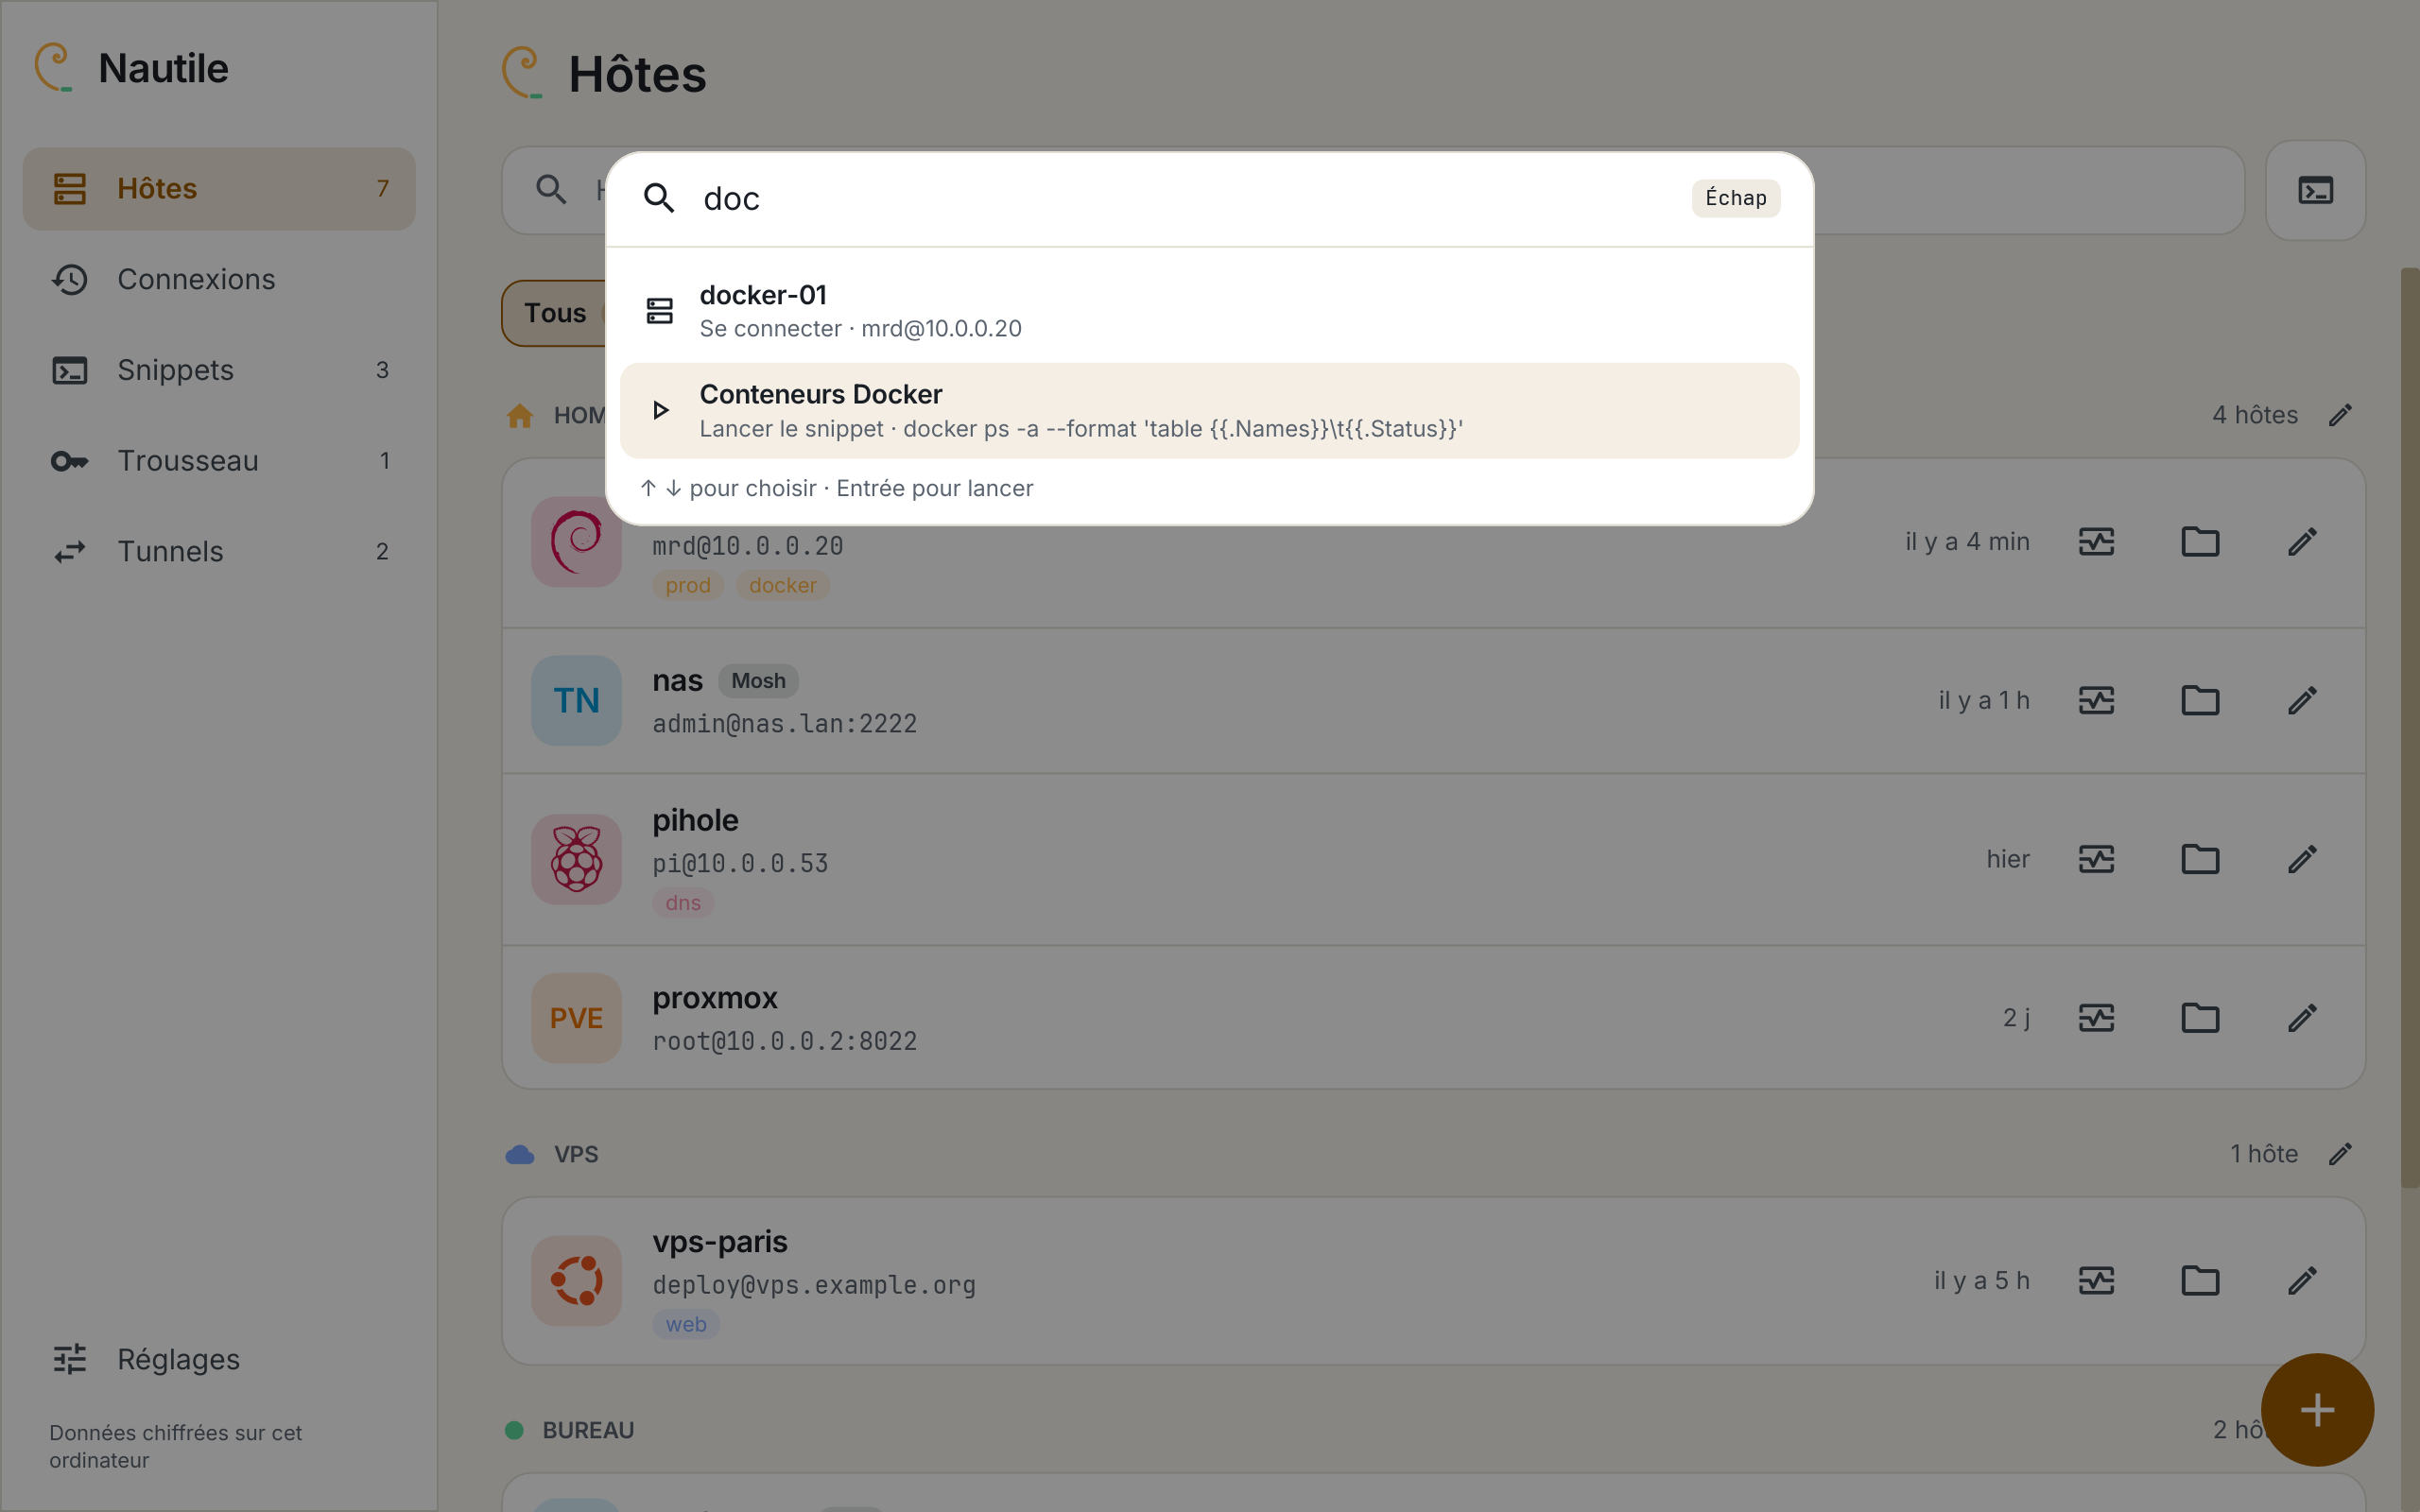 Nautile
Hôtes 7
Connexions
Snippets 3
Trousseau 1
Tunnels 2
Réglages
Données chiffrées sur cet
ordinateur
Hôtes
doc
Échap
docker-01
Se connecter · mrd@10.0.0.20
Conteneurs Docker
Lancer le snippet · docker ps -a --format 'table {{.Names}}\t{{.Status}}'
↑ ↓ pour choisir · Entrée pour lancer
Tous
4 hôtes
mrd@10.0.0.20
prod docker
il y a 4 min
TN
nas Mosh
admin@nas.lan:2222
il y a 1 h
pihole
pi@10.0.0.53
dns
hier
PVE
proxmox
root@10.0.0.2:8022
2 j
VPS
1 hôte
vps-paris
deploy@vps.example.org
web
il y a 5 h
BUREAU